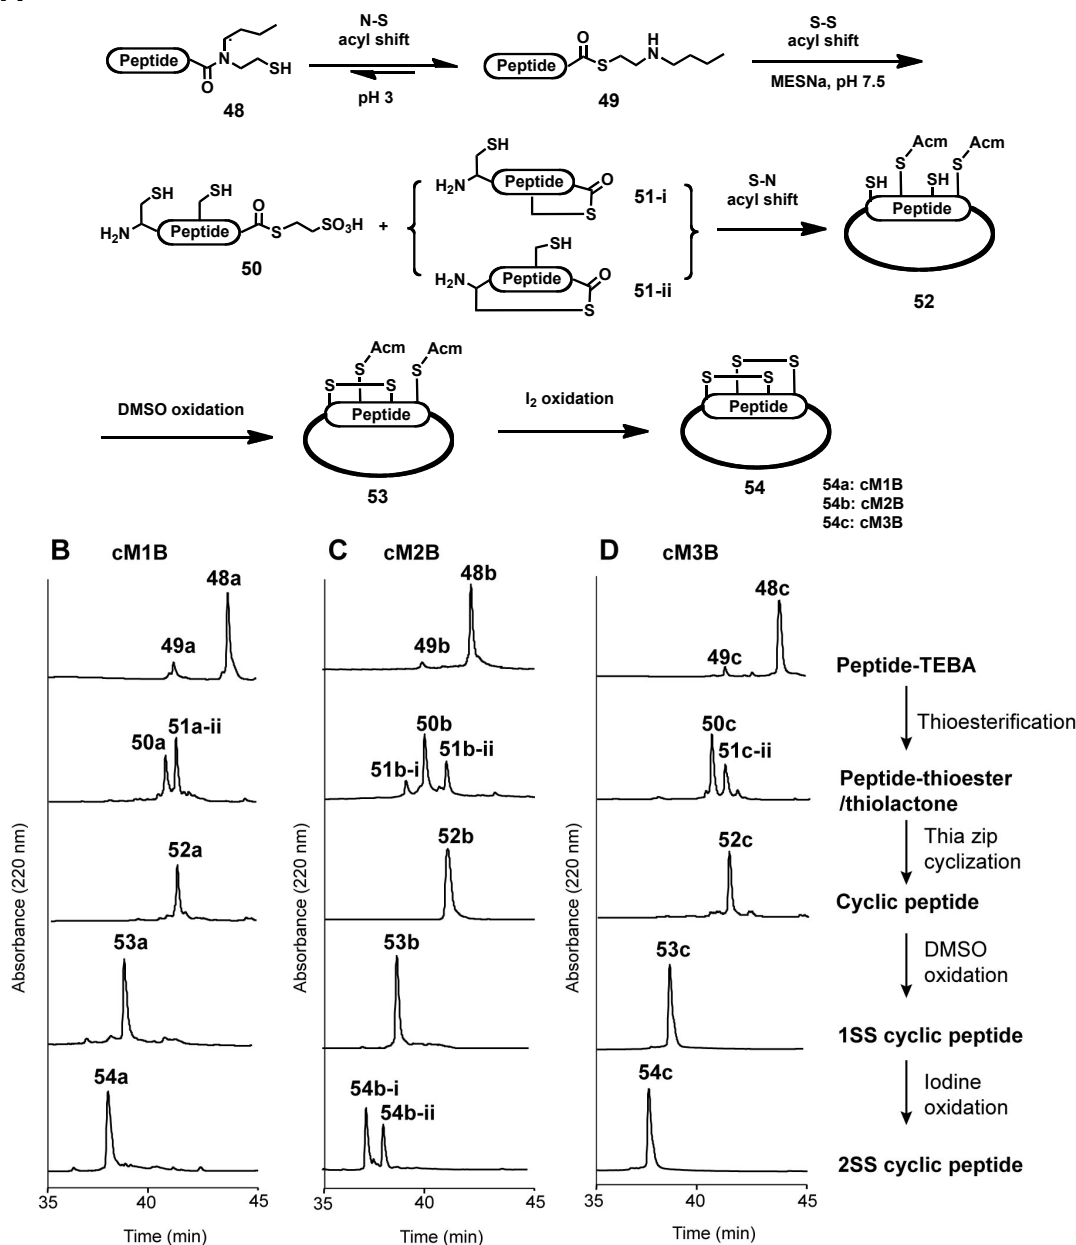 N-S
acyl shift
pH 3
S-S
acyl shift
MESNa, pH 7.5
Peptide
N
O
SH
48
Peptide
O
S
H
N
49
SH
H2N
SH
Peptide
O
S
SO3H
50
+
SH
H2N
Peptide
O
S
51-i
SH
H2N
Peptide
O
S
51-ii
S-N
acyl shift
Acm
Acm
S
S
SH
SH
Peptide
52
DMSO oxidation
Acm
Acm
S
S
S
S
Peptide
53
I2 oxidation
S
S
S
S
Peptide
54
54a: cM1B
54b: cM2B
54c: cM3B
B cM1B
C cM2B
D cM3B
48a
49a
48b
49b
48c
49c
Peptide-TEBA
Thioesterification
50a
51a-ii
51b-i
50b
51b-ii
50c
51c-ii
Peptide-thioester
/thiolactone
Thia zip
cyclization
52a
52b
52c
Cyclic peptide
DMSO
oxidation
53a
53b
53c
1SS cyclic peptide
Iodine
oxidation
54a
54b-i
54b-ii
54c
2SS cyclic peptide
Absorbance (220 nm)
Absorbance (220 nm)
Absorbance (220 nm)
35 40 45
35 40 45
35 40 45
Time (min)
Time (min)
Time (min)